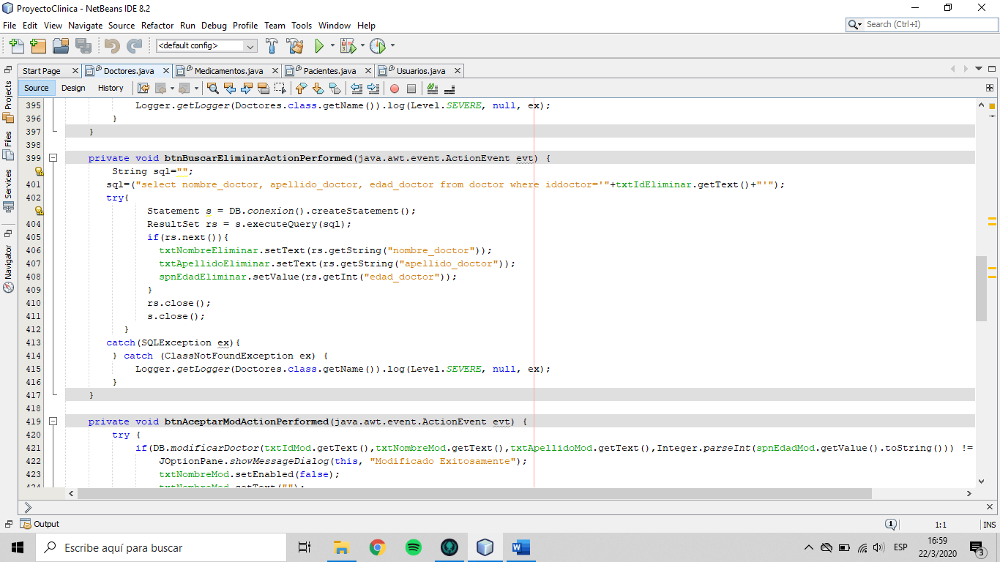 ProyectoClinica - NetBeans IDE 8.2
File Edit View Navigate Source Refactor Run Debug Profile Team Tools Window Help
Search (Ctrl+I)
<default config>
Start Page Doctores.java Medicamentos.java Pacientes.java Usuarios.java
Source Design History
Projects
Files
Services
Navigator
395 Logger.getLogger(Doctores.class.getName()).log(Level.SEVERE, null, ex);
396 }
397 }
398
399 private void btnBuscarEliminarActionPerformed(java.awt.event.ActionEvent evt) {
String sql="";
401 sql=("select nombre_doctor, apellido_doctor, edad_doctor from doctor where iddoctor='"+txtIdEliminar.getText()+"'");
402 try{
Statement s = DB.conexion().createStatement();
404 ResultSet rs = s.executeQuery(sql);
405 if(rs.next()){
406 txtNombreEliminar.setText(rs.getString("nombre_doctor"));
407 txtApellidoEliminar.setText(rs.getString("apellido_doctor"));
408 spnEdadEliminar.setValue(rs.getInt("edad_doctor"));
409 }
410 rs.close();
411 s.close();
412 }
413 catch(SQLException ex){
414 } catch (ClassNotFoundException ex) {
415 Logger.getLogger(Doctores.class.getName()).log(Level.SEVERE, null, ex);
416 }
417 }
418
419 private void btnAceptarModActionPerformed(java.awt.event.ActionEvent evt) {
420 try {
421 if(DB.modificarDoctor(txtIdMod.getText(),txtNombreMod.getText(),txtApellidoMod.getText(),Integer.parseInt(spnEdadMod.getValue().toString())) !=
422 JOptionPane.showMessageDialog(this, "Modificado Exitosamente");
423 txtNombreMod.setEnabled(false);
424 txtNombreMod.setText("");
Output
1
1:1
INS
Escribe aquí para buscar
ESP
16:59
22/3/2020
3